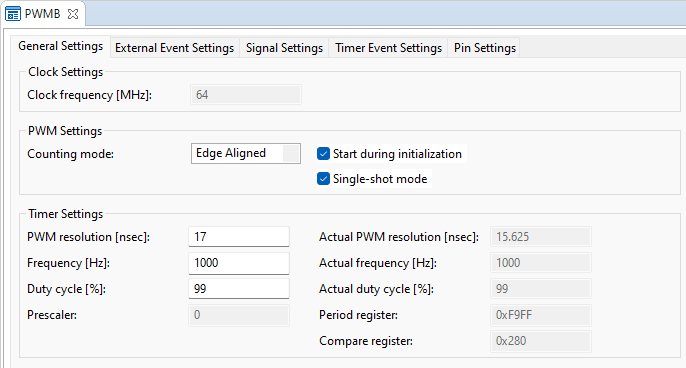 PWMB
General Settings External Event Settings Signal Settings Timer Event Settings Pin Settings
Clock Settings
Clock frequency [MHz]: 64
PWM Settings
Counting mode: Edge Aligned Start during initialization
Single-shot mode
Timer Settings
PWM resolution [nsec]: 17 Actual PWM resolution [nsec]: 15.625
Frequency [Hz]: 1000 Actual frequency [Hz]: 1000
Duty cycle [%]: 99 Actual duty cycle [%]: 99
Prescaler: 0 Period register: 0xF9FF
Compare register: 0x280